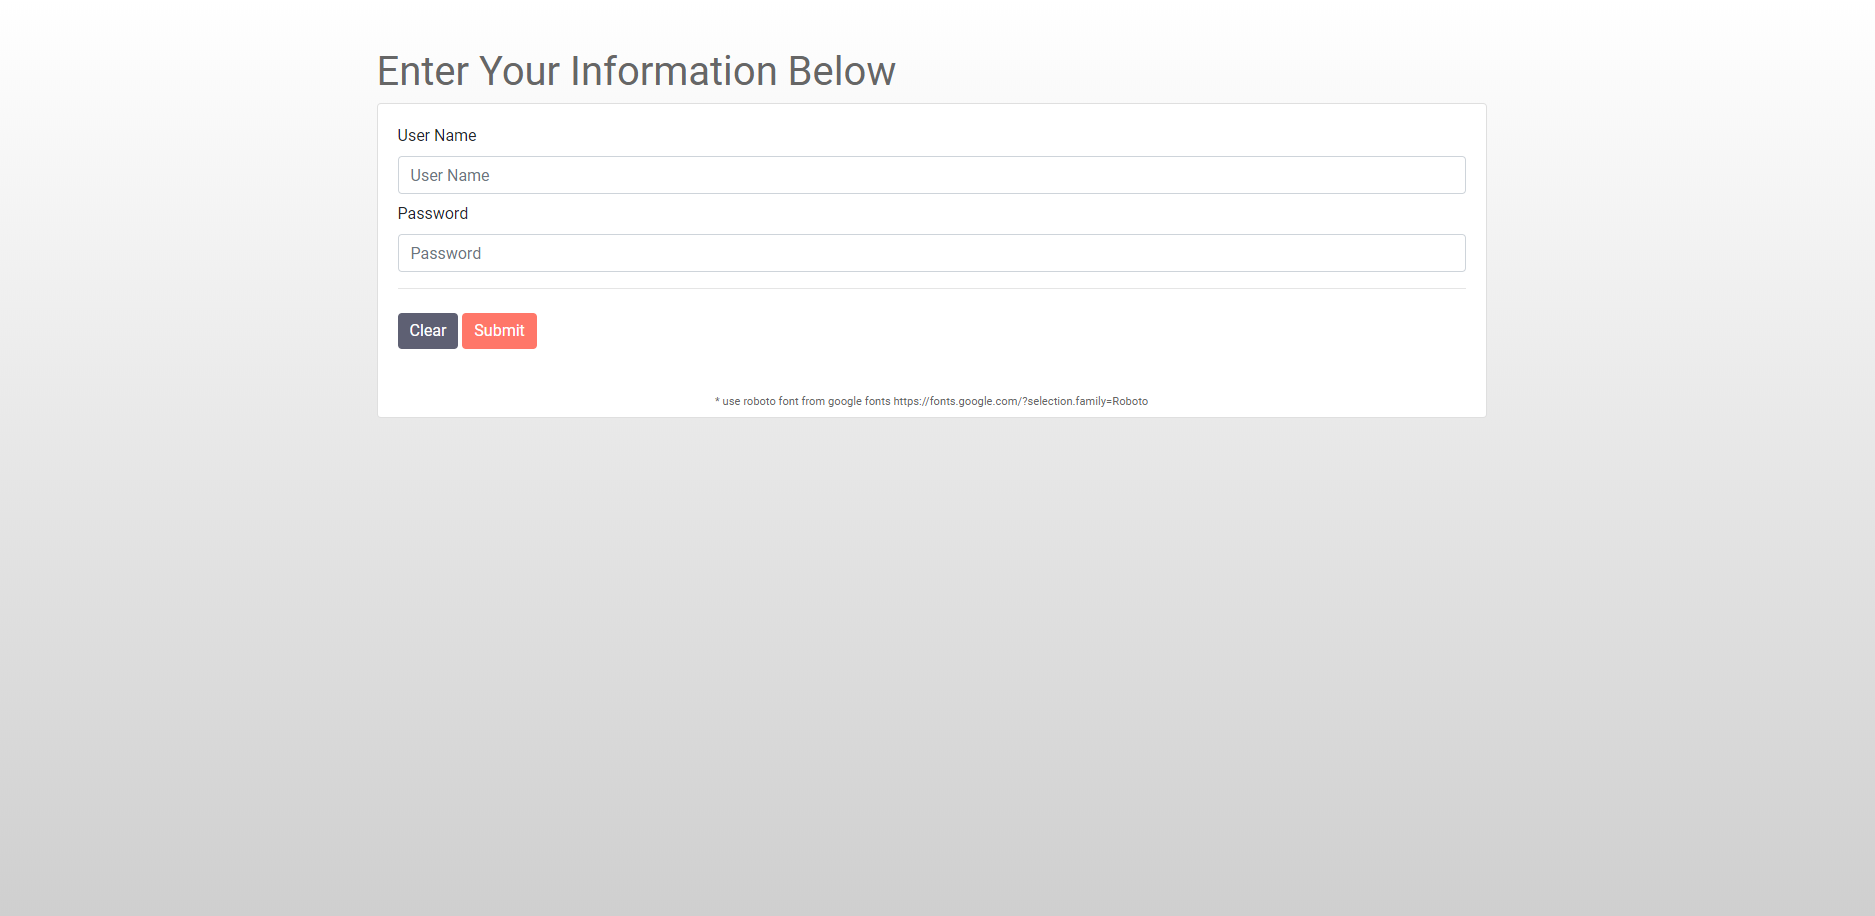 Enter Your Information Below
User Name
User Name
Password
Password
Clear Submit
* use roboto font from google fonts https://fonts.google.com/?selection.family=Roboto